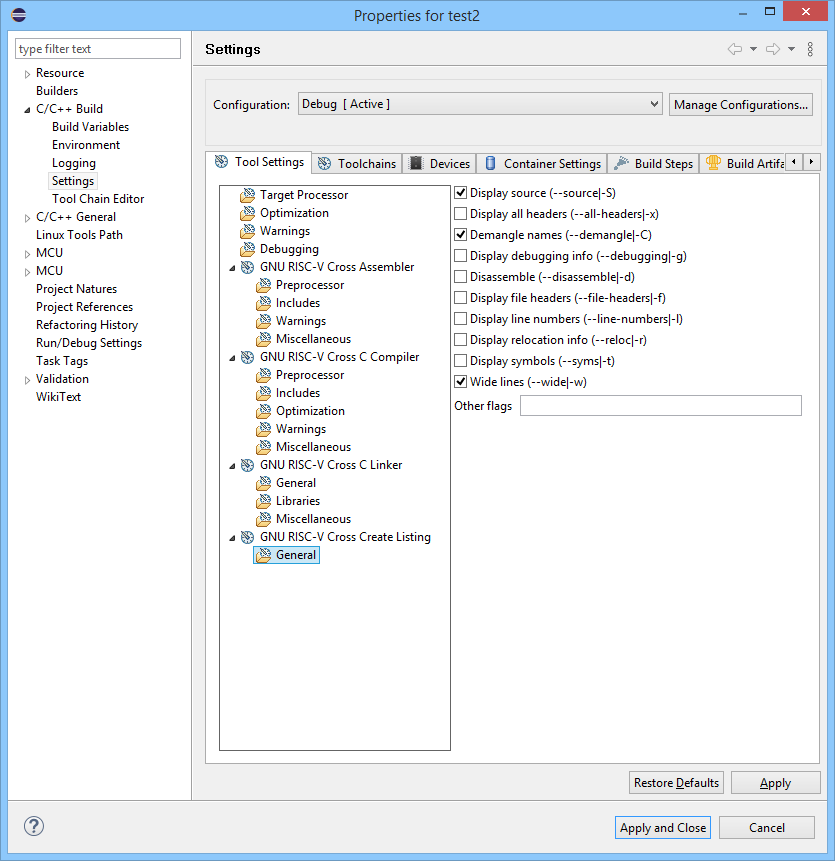 Properties for test2
type filter text
Resource
Builders
C/C++ Build
Build Variables
Environment
Logging
Settings
Tool Chain Editor
C/C++ General
Linux Tools Path
MCU
MCU
Project Natures
Project References
Refactoring History
Run/Debug Settings
Task Tags
Validation
WikiText
Settings
Configuration:
Debug [ Active ]
Manage Configurations...
Tool Settings
Toolchains
Devices
Container Settings
Build Steps
Build Artifa
Target Processor
Optimization
Warnings
Debugging
GNU RISC-V Cross Assembler
Preprocessor
Includes
Warnings
Miscellaneous
GNU RISC-V Cross C Compiler
Preprocessor
Includes
Optimization
Warnings
Miscellaneous
GNU RISC-V Cross C Linker
General
Libraries
Miscellaneous
GNU RISC-V Cross Create Listing
General
Display source (--source|-S)
Display all headers (--all-headers|-x)
Demangle names (--demangle|-C)
Display debugging info (--debugging|-g)
Disassemble (--disassemble|-d)
Display file headers (--file-headers|-f)
Display line numbers (--line-numbers|-l)
Display relocation info (--reloc|-r)
Display symbols (--syms|-t)
Wide lines (--wide|-w)
Other flags
Restore Defaults
Apply
?
Apply and Close
Cancel